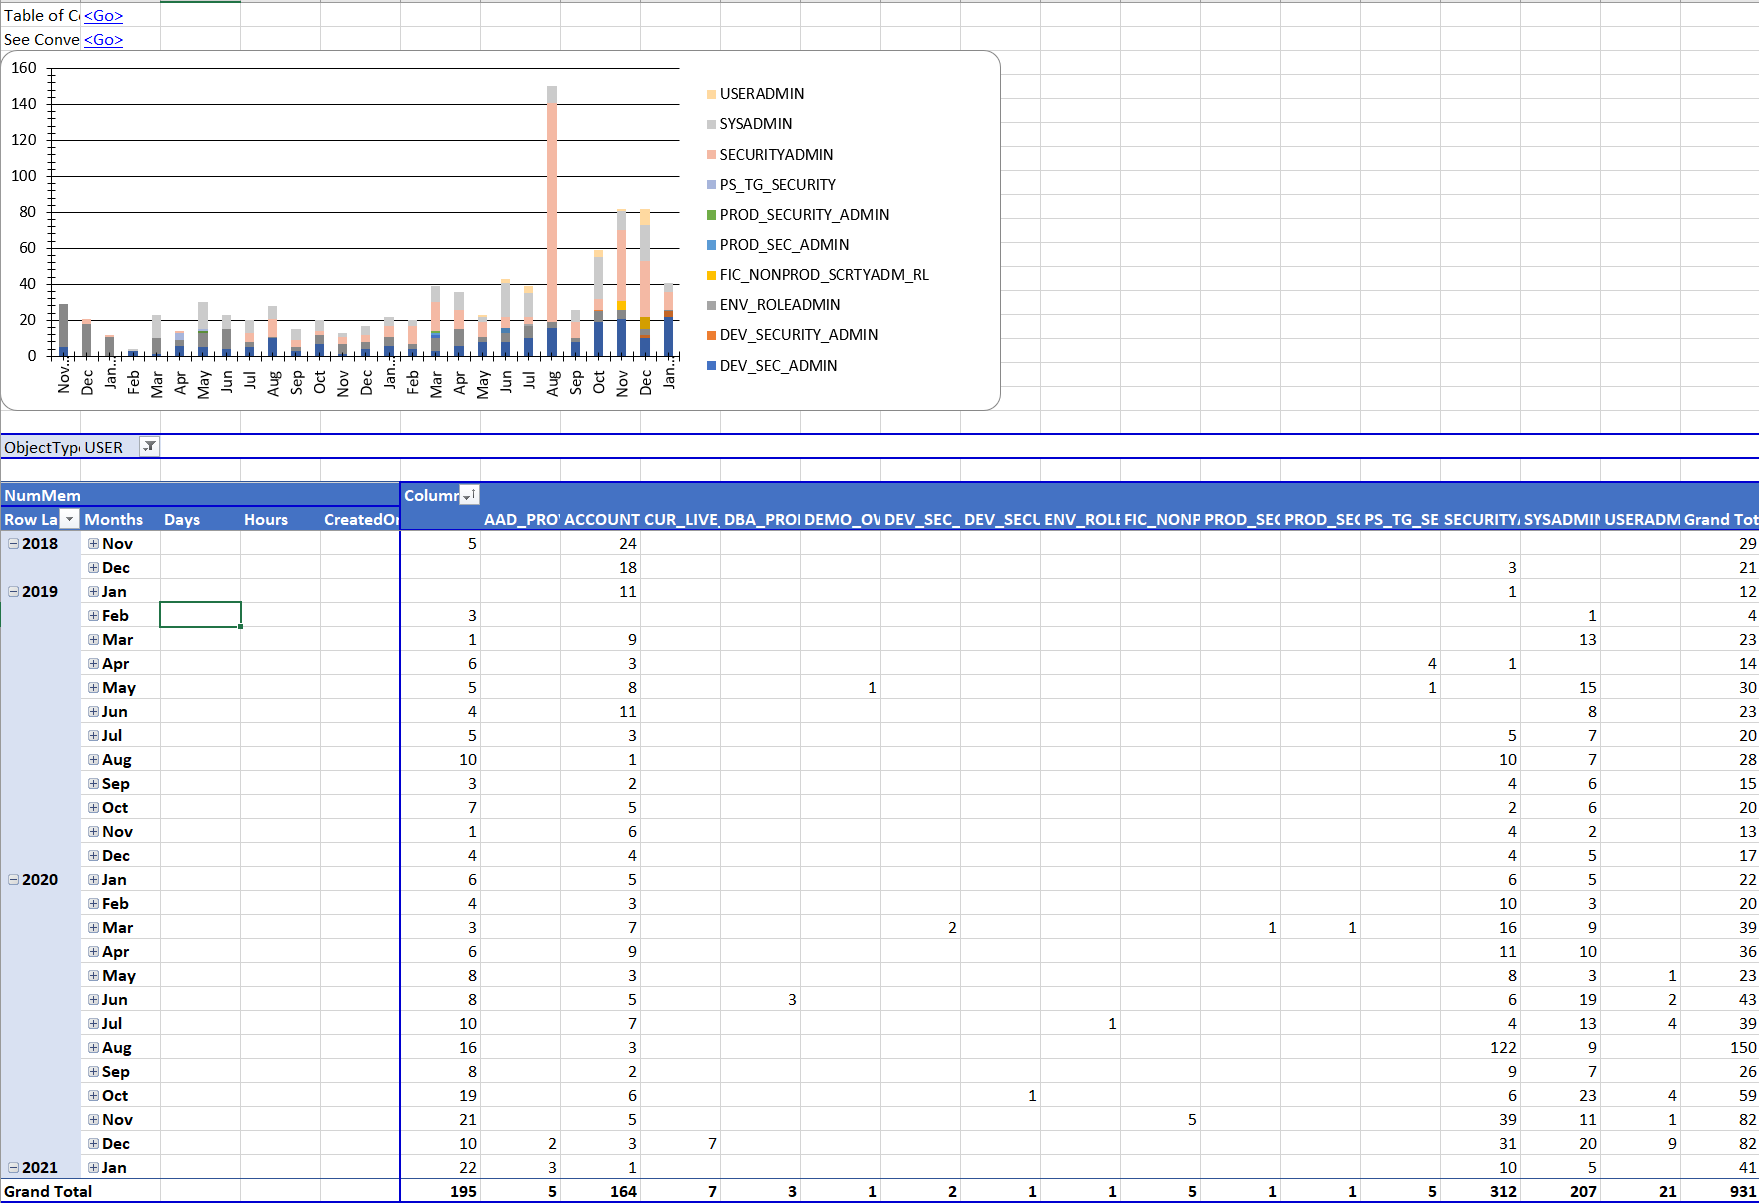 Table of Co <Go>
See Conve <Go>
160
140
120
100
80
60
40
20
0
Nov… Dec Jan… Feb Mar Apr May Jun Jul Aug Sep Oct Nov Dec Jan… Feb Mar Apr May Jun Jul Aug Sep Oct Nov Dec Jan…
USERADMIN
SYSADMIN
SECURITYADMIN
PS_TG_SECURITY
PROD_SECURITY_ADMIN
PROD_SEC_ADMIN
FIC_NONPROD_SCRTYADM_RL
ENV_ROLEADMIN
DEV_SECURITY_ADMIN
DEV_SEC_ADMIN
ObjectTyp USER
NumMem Column
Row La Months Days Hours CreatedOn AAD_PROV ACCOUNT CUR_LIVE_ DBA_PROD DEMO_OV DEV_SEC_ DEV_SECU ENV_ROLE FIC_NONP PROD_SEC PROD_SEC PS_TG_SE SECURITYA SYSADMIN USERADM Grand Tot
2018 Nov 5 24 29
Dec 18 3 21
2019 Jan 11 1 12
Feb 3 1 4
Mar 1 9 13 23
Apr 6 3 4 1 14
May 5 8 1 1 15 30
Jun 4 11 8 23
Jul 5 3 5 7 20
Aug 10 1 10 7 28
Sep 3 2 4 6 15
Oct 7 5 2 6 20
Nov 1 6 4 2 13
Dec 4 4 4 5 17
2020 Jan 6 5 6 5 22
Feb 4 3 10 3 20
Mar 3 7 2 1 1 16 9 39
Apr 6 9 11 10 36
May 8 3 8 3 1 23
Jun 8 5 3 6 19 2 43
Jul 10 7 1 4 13 4 39
Aug 16 3 122 9 150
Sep 8 2 9 7 26
Oct 19 6 1 6 23 4 59
Nov 21 5 5 39 11 1 82
Dec 10 2 3 7 31 20 9 82
2021 Jan 22 3 1 10 5 41
Grand Total 195 5 164 7 3 1 2 1 1 5 1 1 5 312 207 21 931